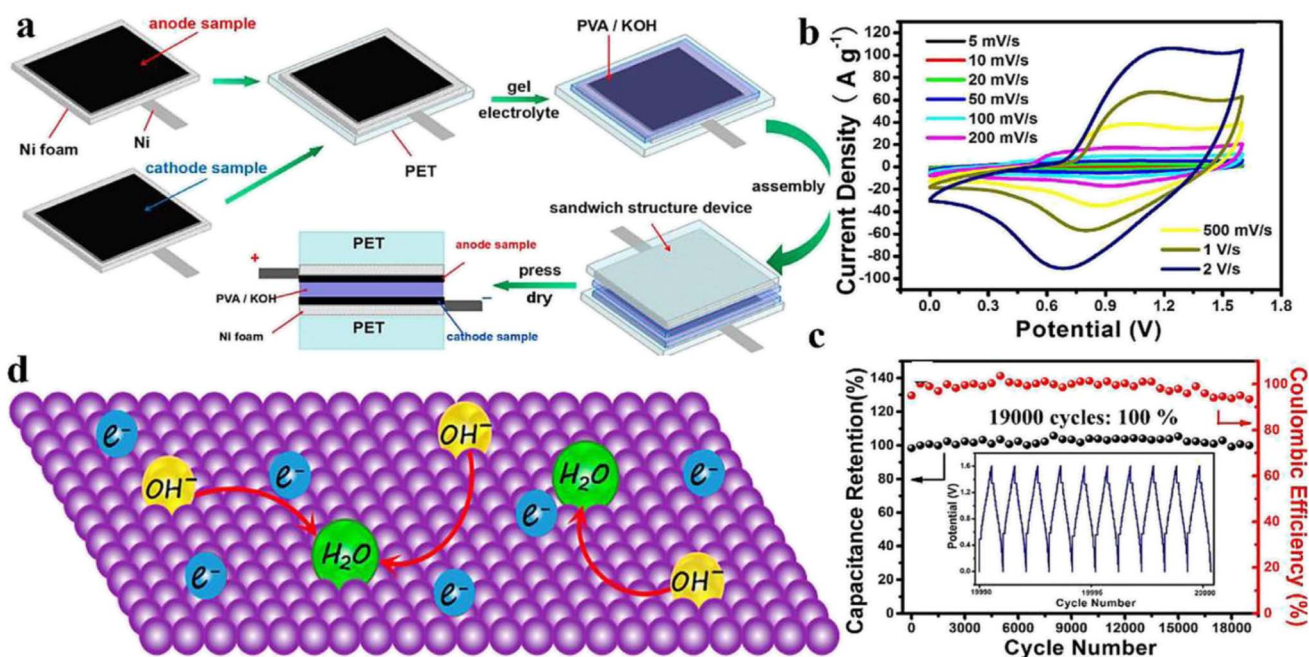 a
anode sample
Ni foam
Ni
cathode sample
PET
gel
electrolyte
PVA / KOH
assembly
sandwich structure device
press
dry
PET
anode sample
+
PVA / KOH
−
Ni foam
cathode sample
PET
b
Current Density ( A g-1)
120
100
80
60
40
20
0
-20
-40
-60
-80
-100
5 mV/s
10 mV/s
20 mV/s
50 mV/s
100 mV/s
200 mV/s
500 mV/s
1 V/s
2 V/s
0.0 0.3 0.6 0.9 1.2 1.5 1.8
Potential (V)
c
Capacitance Retention(%)
140
120
100
80
60
40
20
0
19000 cycles: 100 %
Potential (V)
1.6
1.2
0.8
0.4
0.0
19990 19995 20000
Cycle Number
100
80
60
40
20
0
Coulombic Efficiency (%)
0 3000 6000 9000 12000 15000 18000
Cycle Number
d
e−
OH−
OH−
e−
H2O
e−
H2O
e−
e−
e−
OH−